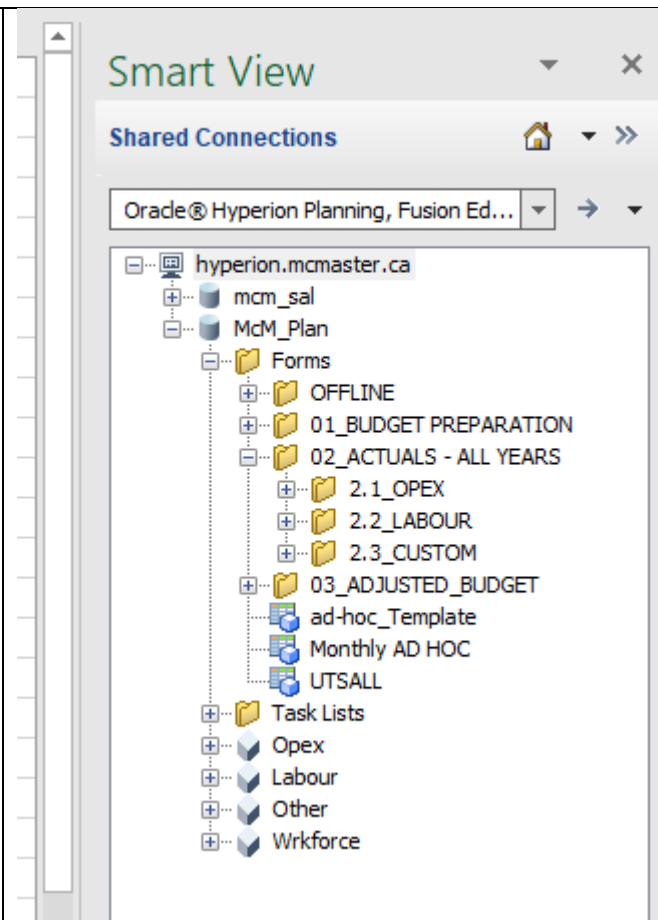 Smart View
Shared Connections
Oracle® Hyperion Planning, Fusion Ed...
hyperion.mcmaster.ca
mcm_sal
McM_Plan
Forms
OFFLINE
01_BUDGET PREPARATION
02_ACTUALS - ALL YEARS
2.1_OPEX
2.2_LABOUR
2.3_CUSTOM
03_ADJUSTED_BUDGET
ad-hoc_Template
Monthly AD HOC
UTSALL
Task Lists
Opex
Labour
Other
Wrkforce